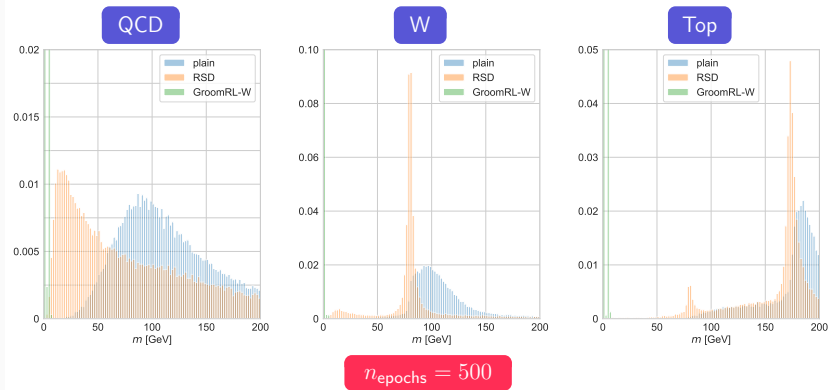 QCD
W
Top
0.02
0.015
0.01
0.005
0
0
50
100
150
200
m [GeV]
plain
RSD
GroomRL-W
0.10
0.08
0.06
0.04
0.02
0
0
50
100
150
200
m [GeV]
plain
RSD
GroomRL-W
0.05
0.04
0.03
0.02
0.01
0
0
50
100
150
200
m [GeV]
plain
RSD
GroomRL-W
n_epochs = 500